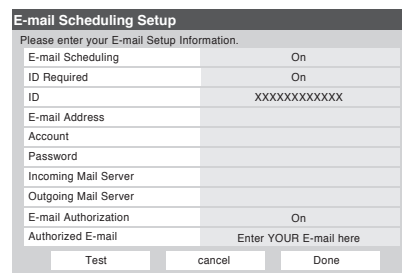 E-mail Scheduling Setup
Please enter your E-mail Setup Information.
E-mail Scheduling On
ID Required On
ID XXXXXXXXXXXX
E-mail Address
Account
Password
Incoming Mail Server
Outgoing Mail Server
E-mail Authorization On
Authorized E-mail Enter YOUR E-mail here
Test cancel Done